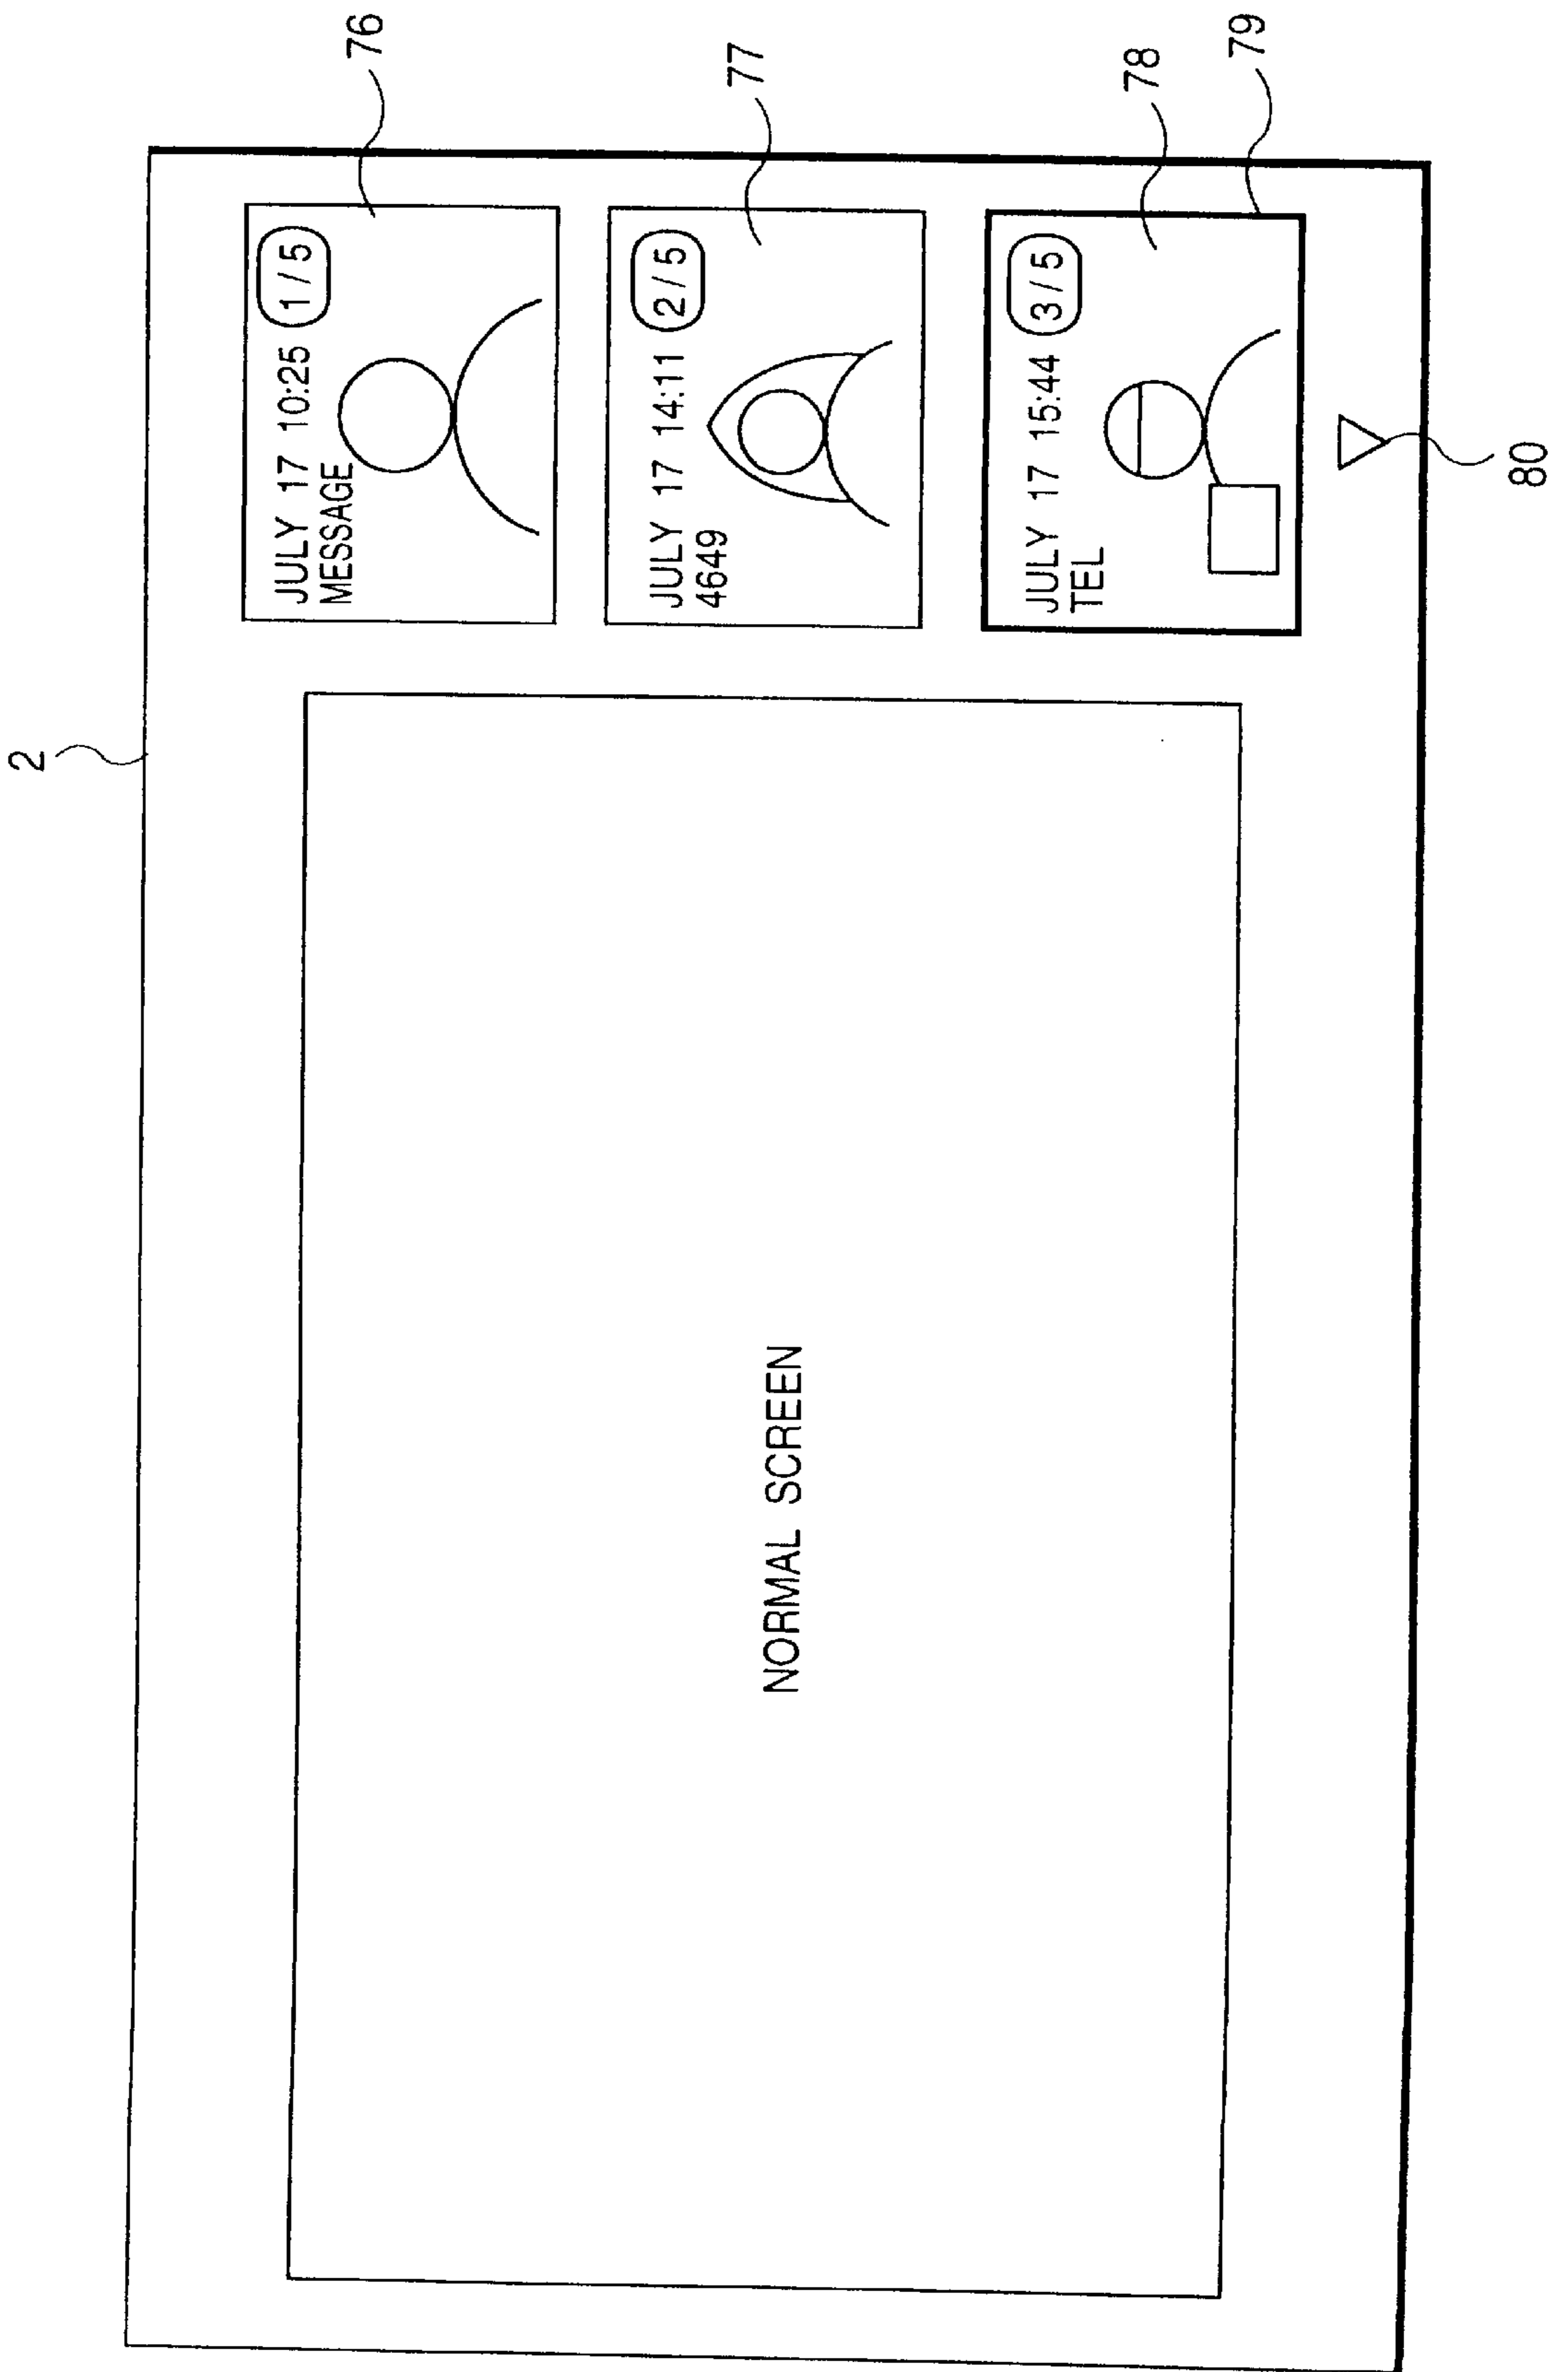 2
NORMAL SCREEN
JULY 17 10:25 1 / 5
MESSAGE
76
JULY 17 14:11 2 / 5
4649
77
JULY 17 15:44 3 / 5
TEL
78
79
80